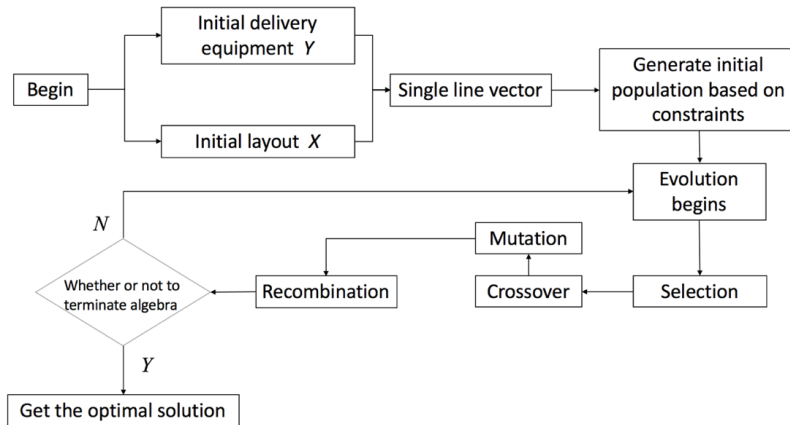 Begin
Initial delivery
equipment Y
Initial layout X
Single line vector
Generate initial
population based on
constraints
Evolution
begins
Selection
Crossover
Mutation
Recombination
Whether or not to
terminate algebra
N
Y
Get the optimal solution